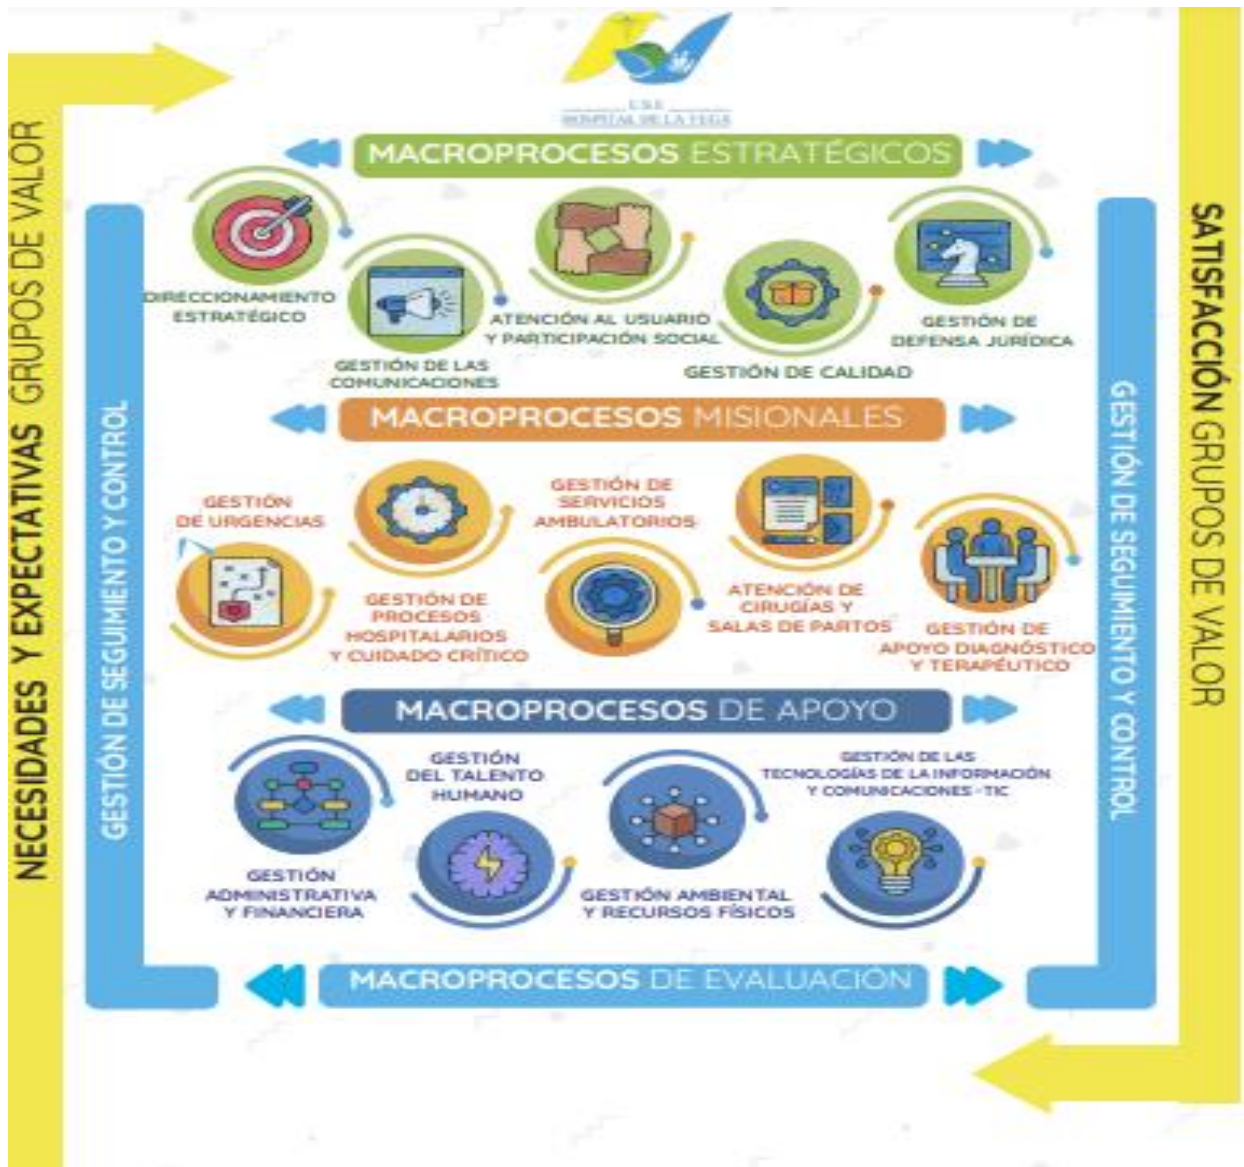 E.S.E
HOSPITAL DE LA VEGA
MACROPROCESOS ESTRATÉGICOS
DIRECCIONAMIENTO
ESTRATÉGICO
GESTIÓN DE LAS
COMUNICACIONES
ATENCIÓN AL USUARIO
Y PARTICIPACIÓN SOCIAL
GESTIÓN DE CALIDAD
GESTIÓN DE
DEFENSA JURÍDICA
MACROPROCESOS MISIONALES
GESTIÓN
DE URGENCIAS
GESTIÓN DE
PROCESOS
HOSPITALARIOS
Y CUIDADO CRÍTICO
GESTIÓN DE
SERVICIOS
AMBULATORIOS
ATENCIÓN DE
CIRUGÍAS Y
SALAS DE PARTOS
GESTIÓN DE
APOYO DIAGNÓSTICO
Y TERAPÉUTICO
MACROPROCESOS DE APOYO
GESTIÓN
ADMINISTRATIVA
Y FINANCIERA
GESTIÓN
DEL TALENTO
HUMANO
GESTIÓN AMBIENTAL
Y RECURSOS FÍSICOS
GESTIÓN DE LAS
TECNOLOGÍAS DE LA INFORMACIÓN
Y COMUNICACIONES -TIC
MACROPROCESOS DE EVALUACIÓN
NECESIDADES Y EXPECTATIVAS GRUPOS DE VALOR
GESTIÓN DE SEGUIMIENTO Y CONTROL
GESTIÓN DE SEGUIMIENTO Y CONTROL
SATISFACCIÓN GRUPOS DE VALOR